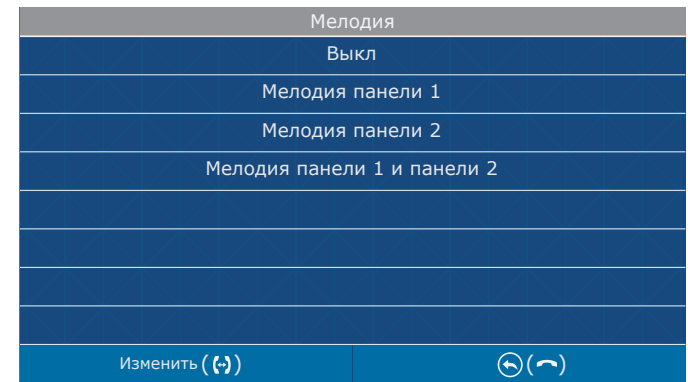 Мелодия
Выкл
Мелодия панели 1
Мелодия панели 2
Мелодия панели 1 и панели 2
Изменить